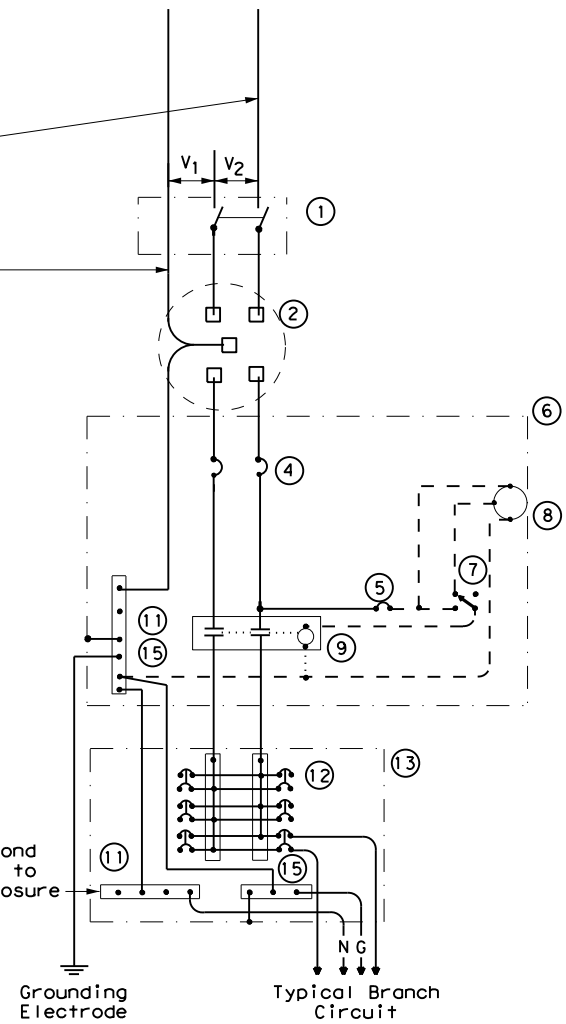 V1 V2
1
2
6
4
8
5
7
11
15
9
13
12
ond
to
osure
11
15
N G
Grounding
Electrode
Typical Branch
Circuit